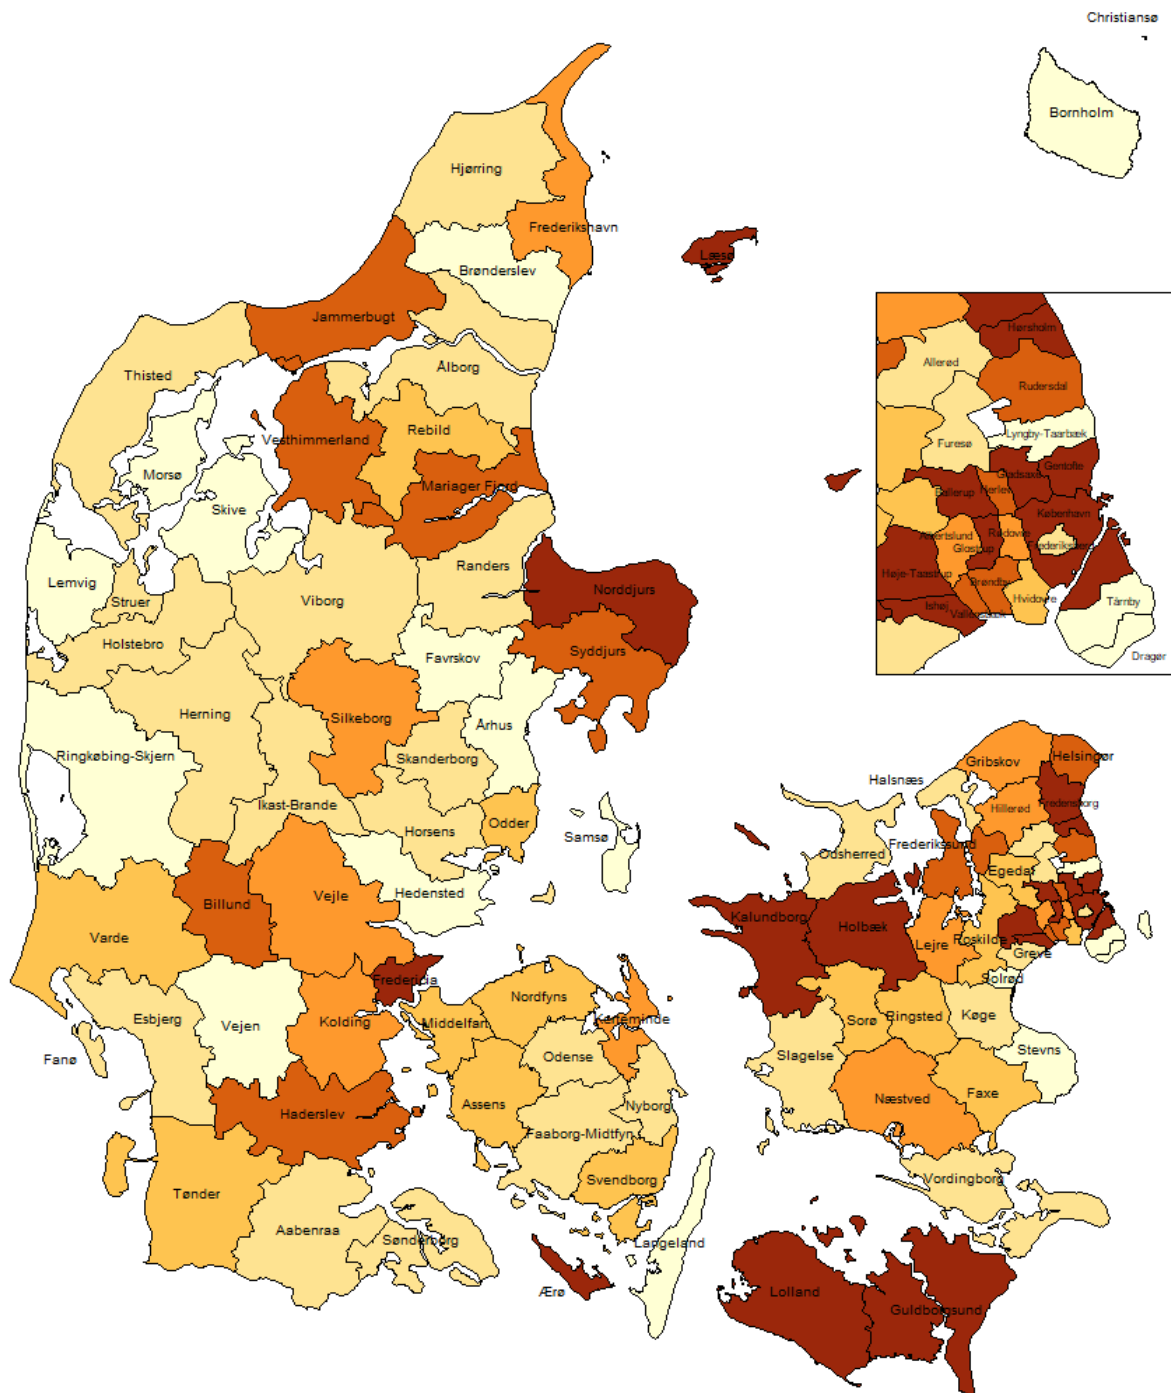 Christiansø
Bornholm
Hjørring
Frederikshavn
Brønderslev
Læsø
Jammerbugt
Thisted
Ålborg
Vesthimmerland
Rebild
Morsø
Mariager Fjord
Skive
Lemvig
Struer
Viborg
Randers
Norddjurs
Holstebro
Favrskov
Syddjurs
Herning
Silkeborg
Århus
Ringkøbing-Skjern
Skanderborg
Ikast-Brande
Horsens
Odder
Samsø
Hedensted
Billund
Vejle
Varde
Fredericia
Esbjerg
Vejen
Kolding
Fanø
Middelfart
Nordfyns
Kerteminde
Odense
Assens
Nyborg
Haderslev
Faaborg-Midtfyn
Svendborg
Tønder
Aabenraa
Sønderborg
Langeland
Ærø
Hørsholm
Allerød
Rudersdal
Furesø
Lyngby-Taarbæk
Gentofte
Gladsaxe
Ballerup
Herlev
København
Albertslund
Rødovre
Glostrup
Frederiksberg
Høje-Taastrup
Brøndby
Hvidovre
Ishøj
Vallensbæk
Tårnby
Dragør
Helsingør
Gribskov
Halsnæs
Hillerød
Fredensborg
Frederikssund
Odsherred
Egedal
Kalundborg
Holbæk
Lejre
Roskilde
Greve
Solrød
Sorø
Ringsted
Køge
Stevns
Slagelse
Næstved
Faxe
Vordingborg
Lolland
Guldborgsund